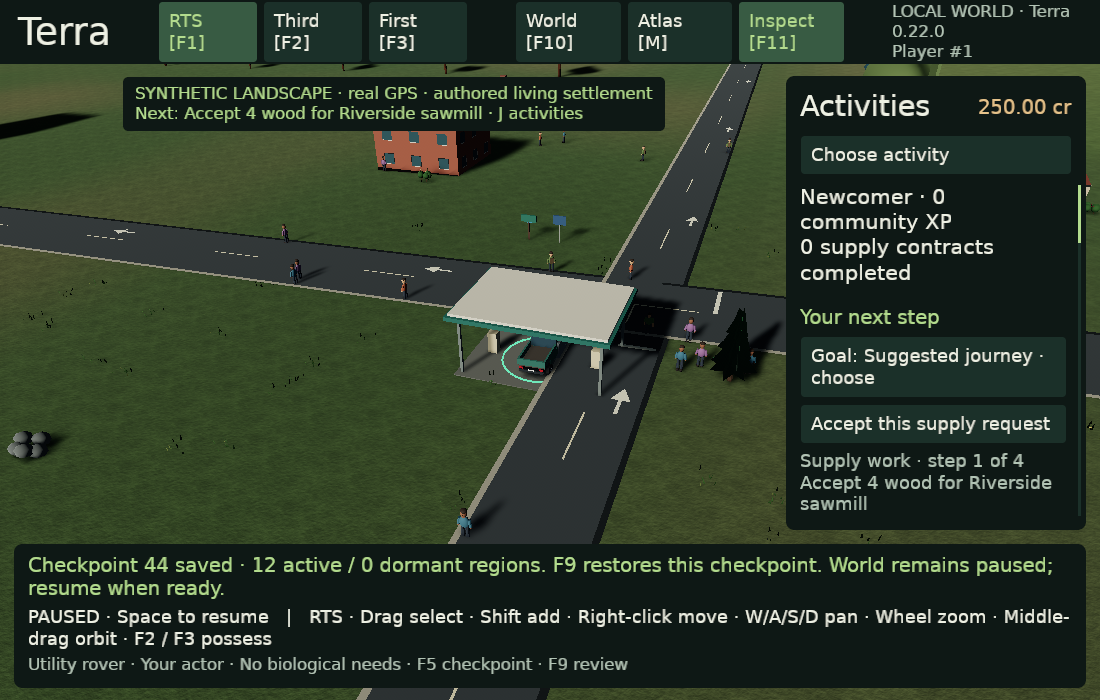 Terra
RTS
[F1]
Third
[F2]
First
[F3]
World
[F10]
Atlas
[M]
Inspect
[F11]
LOCAL WORLD · Terra
0.22.0
Player #1
SYNTHETIC LANDSCAPE · real GPS · authored living settlement
Next: Accept 4 wood for Riverside sawmill · J activities
Activities
250.00 cr
Choose activity
Newcomer · 0
community XP
0 supply contracts
completed
Your next step
Goal: Suggested journey ·
choose
Accept this supply request
Supply work · step 1 of 4
Accept 4 wood for Riverside
sawmill
Checkpoint 44 saved · 12 active / 0 dormant regions. F9 restores this checkpoint. World remains paused;
resume when ready.
PAUSED · Space to resume | RTS · Drag select · Shift add · Right-click move · W/A/S/D pan · Wheel zoom · Middle-
drag orbit · F2 / F3 possess
Utility rover · Your actor · No biological needs · F5 checkpoint · F9 review